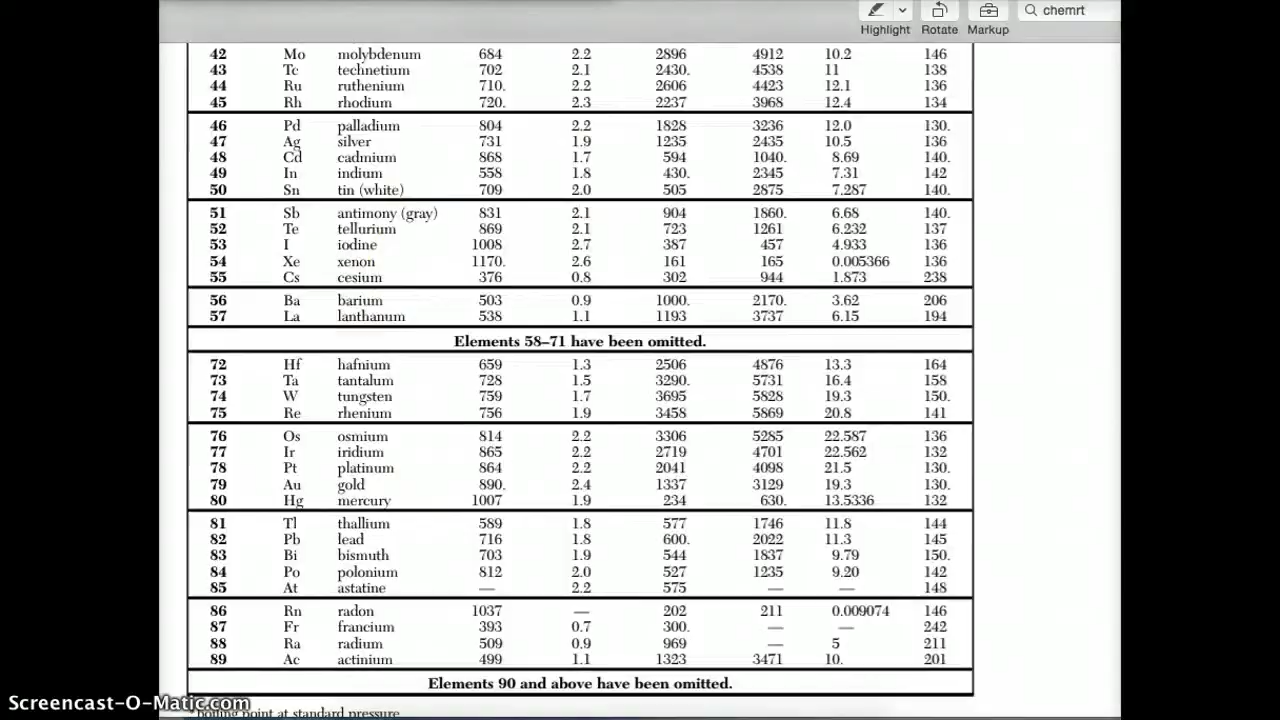 chemrt
Highlight Rotate Markup
42 Mo molybdenum 684 2.2 2896 4912 10.2 146
43 Tc technetium 702 2.1 2430. 4538 11 138
44 Ru ruthenium 710. 2.2 2606 4423 12.1 136
45 Rh rhodium 720. 2.3 2237 3968 12.4 134
46 Pd palladium 804 2.2 1828 3236 12.0 130.
47 Ag silver 731 1.9 1235 2435 10.5 136
48 Cd cadmium 868 1.7 594 1040. 8.69 140.
49 In indium 558 1.8 430. 2345 7.31 142
50 Sn tin (white) 709 2.0 505 2875 7.287 140.
51 Sb antimony (gray) 831 2.1 904 1860. 6.68 140.
52 Te tellurium 869 2.1 723 1261 6.232 137
53 I iodine 1008 2.7 387 457 4.933 136
54 Xe xenon 1170. 2.6 161 165 0.005366 136
55 Cs cesium 376 0.8 302 944 1.873 238
56 Ba barium 503 0.9 1000. 2170. 3.62 206
57 La lanthanum 538 1.1 1193 3737 6.15 194
Elements 58–71 have been omitted.
72 Hf hafnium 659 1.3 2506 4876 13.3 164
73 Ta tantalum 728 1.5 3290. 5731 16.4 158
74 W tungsten 759 1.7 3695 5828 19.3 150.
75 Re rhenium 756 1.9 3458 5869 20.8 141
76 Os osmium 814 2.2 3306 5285 22.587 136
77 Ir iridium 865 2.2 2719 4701 22.562 132
78 Pt platinum 864 2.2 2041 4098 21.5 130.
79 Au gold 890. 2.4 1337 3129 19.3 130.
80 Hg mercury 1007 1.9 234 630. 13.5336 132
81 Tl thallium 589 1.8 577 1746 11.8 144
82 Pb lead 716 1.8 600. 2022 11.3 145
83 Bi bismuth 703 1.9 544 1837 9.79 150.
84 Po polonium 812 2.0 527 1235 9.20 142
85 At astatine — 2.2 575 — — 148
86 Rn radon 1037 — 202 211 0.009074 146
87 Fr francium 393 0.7 300. — — 242
88 Ra radium 509 0.9 969 — 5 211
89 Ac actinium 499 1.1 1323 3471 10. 201
Elements 90 and above have been omitted.
boiling point at standard pressure
Screencast-O-Matic.com